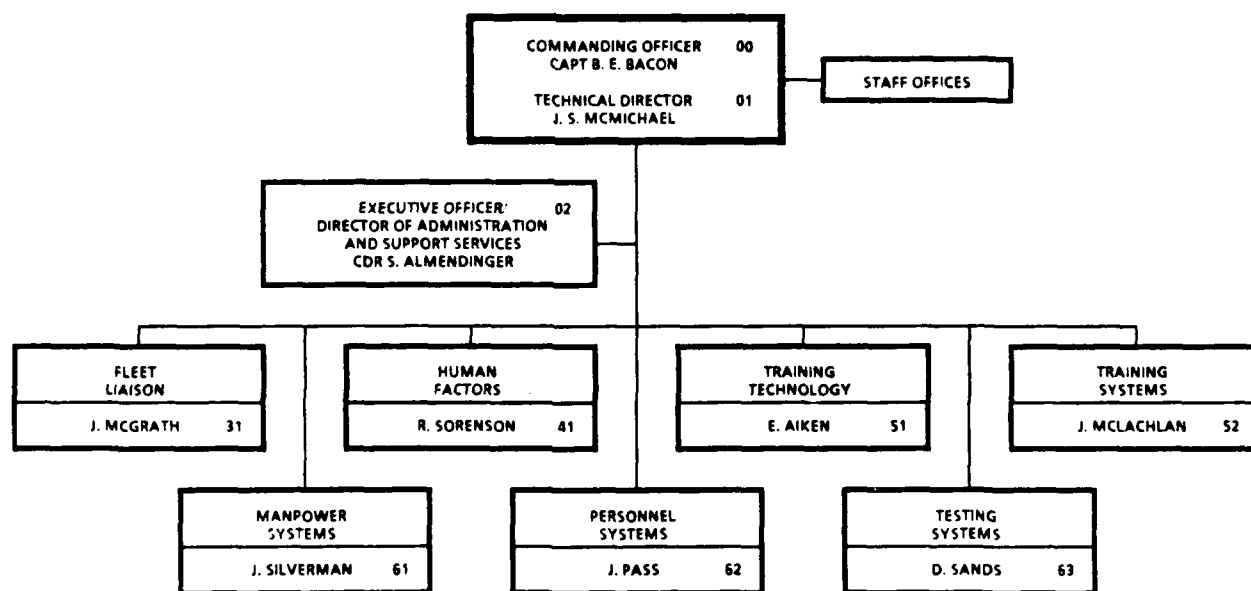 COMMANDING OFFICER 00
CAPT B. E. BACON
TECHNICAL DIRECTOR 01
J. S. MCMICHAEL
STAFF OFFICES
EXECUTIVE OFFICER/ 02
DIRECTOR OF ADMINISTRATION
AND SUPPORT SERVICES
CDR S. ALMENDINGER
FLEET
LIAISON
J. MCGRATH 31
HUMAN
FACTORS
R. SORENSON 41
TRAINING
TECHNOLOGY
E. AIKEN 51
TRAINING
SYSTEMS
J. MCLACHLAN 52
MANPOWER
SYSTEMS
J. SILVERMAN 61
PERSONNEL
SYSTEMS
J. PASS 62
TESTING
SYSTEMS
D. SANDS 63